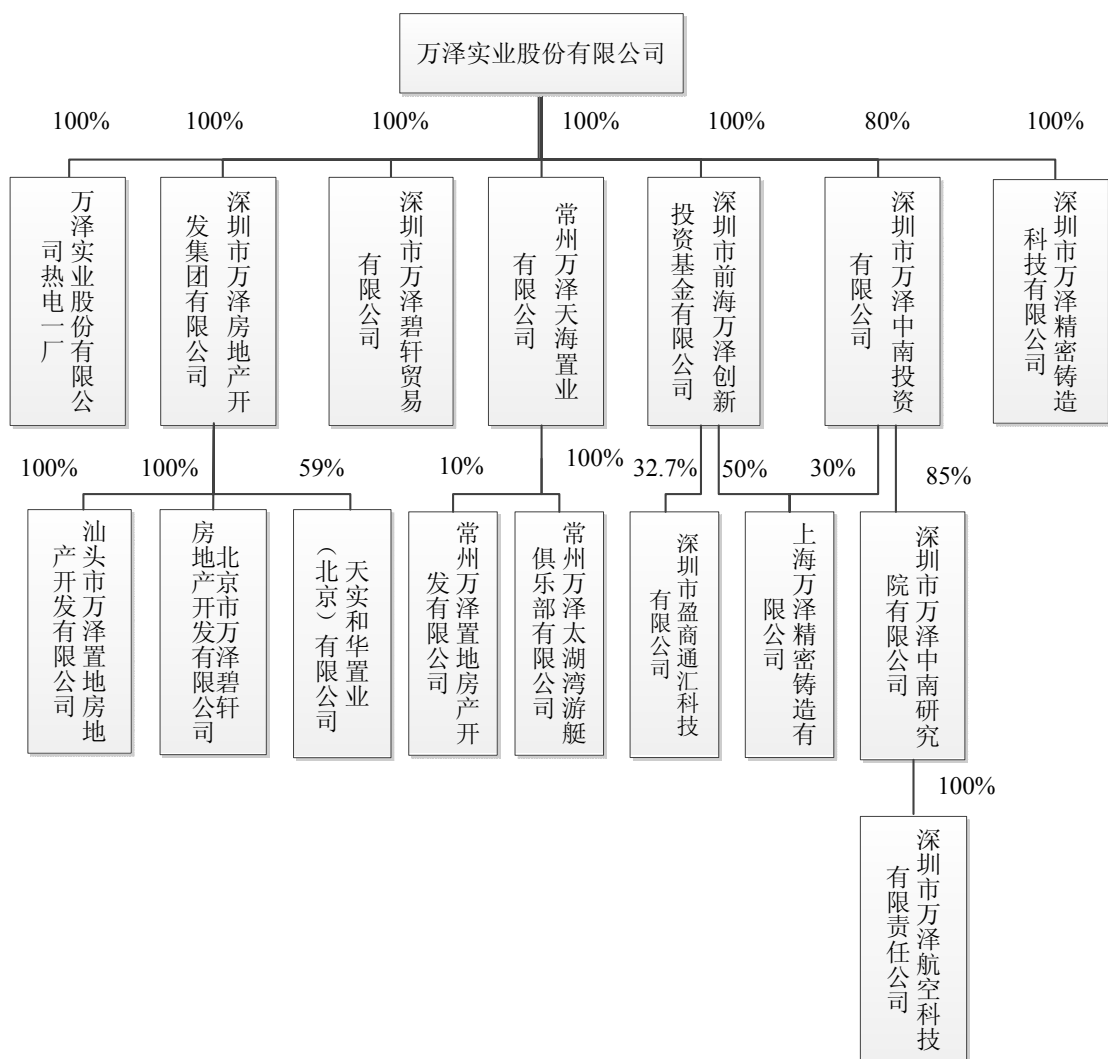 万泽实业股份有限公司
100%
100%
100%
100%
100%
80%
100%
万泽实业股份有限公
司热电一厂
深圳市万泽房地产开
发集团有限公司
深圳市万泽碧轩贸易
有限公司
常州万泽天海置业
有限公司
深圳市前海万泽创新
投资基金有限公司
深圳市万泽中南投资
有限公司
深圳市万泽精密铸造
科技有限公司
100%
100%
59%
10%
100%
32.7%
50%
30%
85%
汕头市万泽置地房地
产开发有限公司
北京市万泽碧轩
房地产开发有限公司
天实和华置业
（北京）有限公司
常州万泽置地房产开
发有限公司
常州万泽太湖湾游艇
俱乐部有限公司
深圳市盈商通汇科技
有限公司
上海万泽精密铸造有
限公司
深圳市万泽中南研究
院有限公司
100%
深圳市万泽航空科技
有限责任公司